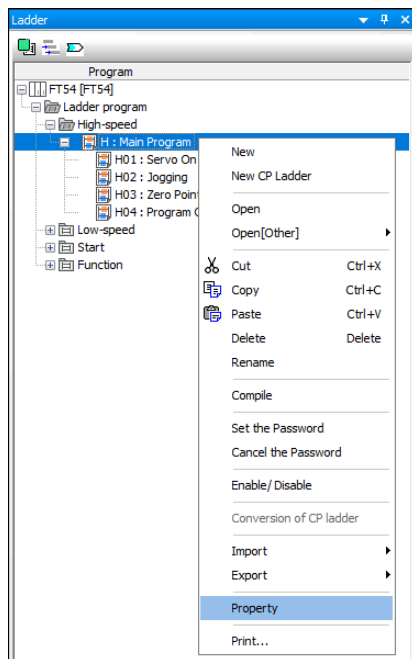 Ladder
Program
FT54 [FT54]
Ladder program
High-speed
H : Main Program
H01 : Servo On
H02 : Jogging
H03 : Zero Poin
H04 : Program
Low-speed
Start
Function
New
New CP Ladder
Open
Open[Other]
Cut Ctrl+X
Copy Ctrl+C
Paste Ctrl+V
Delete Delete
Rename
Compile
Set the Password
Cancel the Password
Enable/Disable
Conversion of CP ladder
Import
Export
Property
Print...